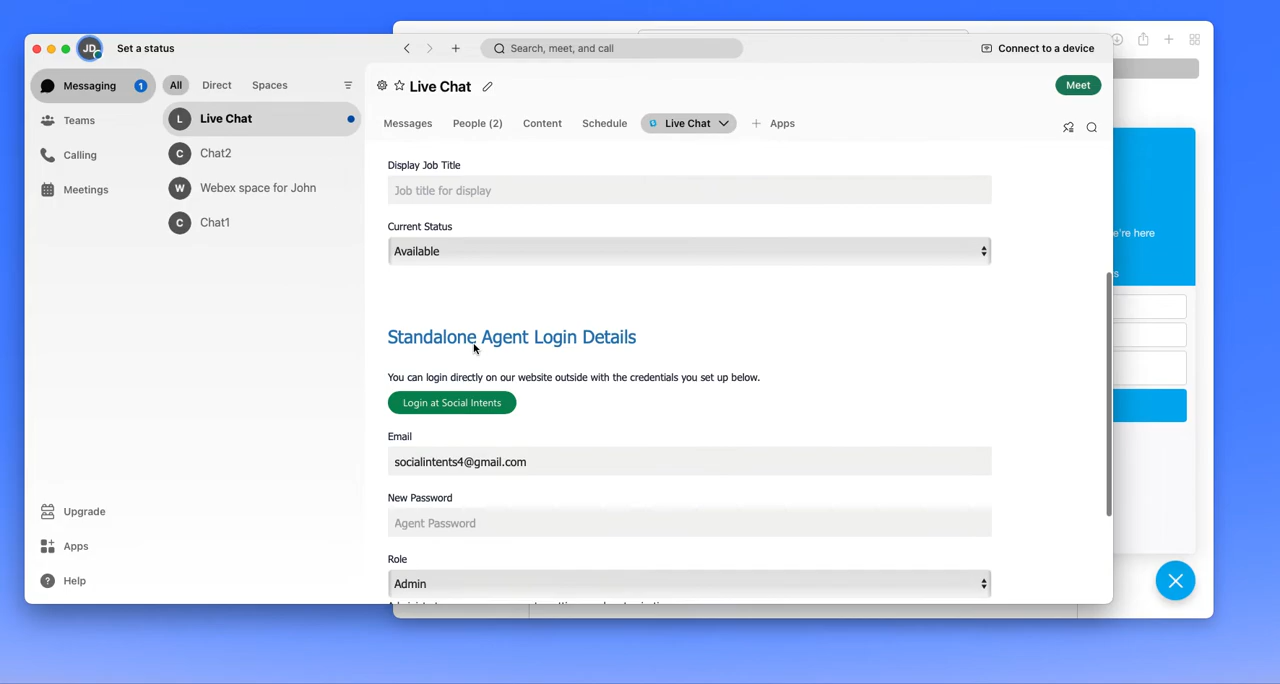 JD
Set a status
Search, meet, and call
Connect to a device
Messaging
1
Teams
Calling
Meetings
Upgrade
Apps
Help
All
Direct
Spaces
L
Live Chat
C
Chat2
W
Webex space for John
C
Chat1
Live Chat
Meet
Messages
People (2)
Content
Schedule
Live Chat
+ Apps
Display Job Title
Job title for display
Current Status
Available
Standalone Agent Login Details
You can login directly on our website outside with the credentials you set up below.
Login at Social Intents
Email
socialintents4@gmail.com
New Password
Agent Password
Role
Admin
e're here
s